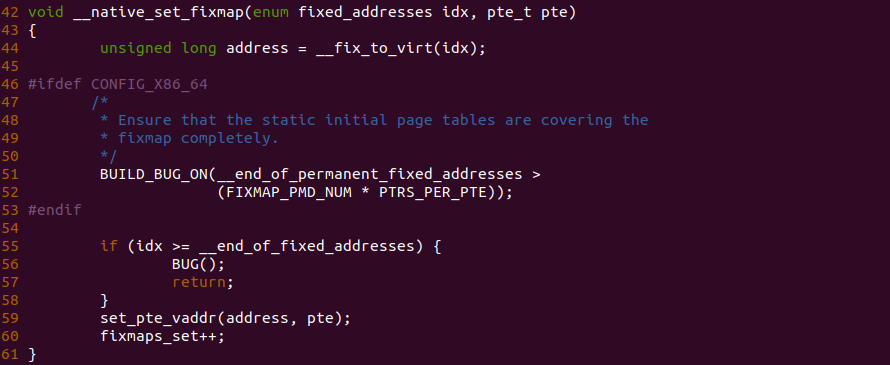 42 void __native_set_fixmap(enum fixed_addresses idx, pte_t pte)
43 {
44         unsigned long address = __fix_to_virt(idx);
45
46 #ifdef CONFIG_X86_64
47        /*
48         * Ensure that the static initial page tables are covering the
49         * fixmap completely.
50         */
51         BUILD_BUG_ON(__end_of_permanent_fixed_addresses >
52                      (FIXMAP_PMD_NUM * PTRS_PER_PTE));
53 #endif
54
55         if (idx >= __end_of_fixed_addresses) {
56                 BUG();
57                 return;
58         }
59         set_pte_vaddr(address, pte);
60         fixmaps_set++;
61 }